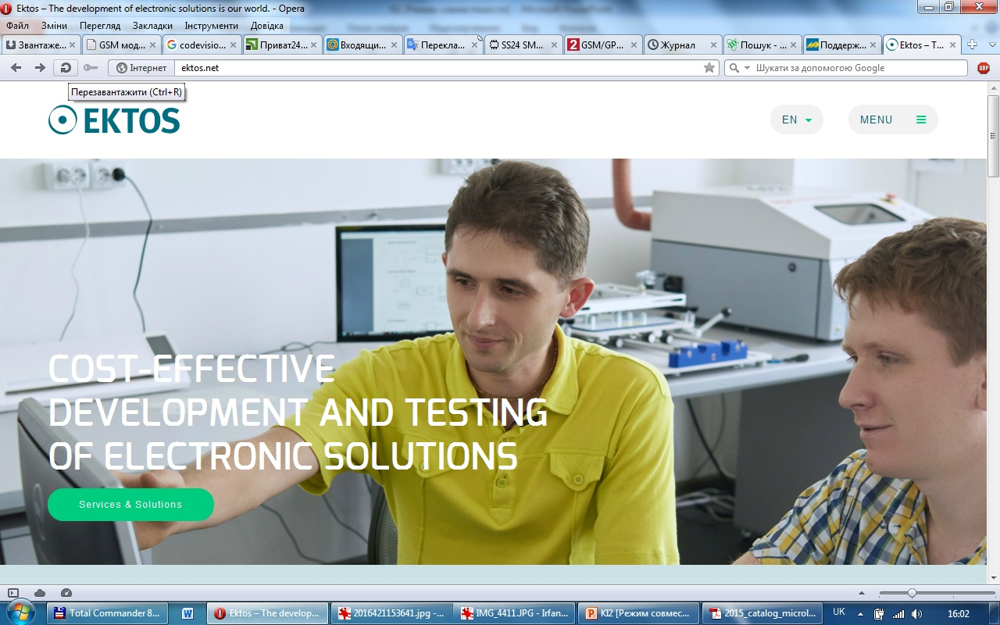 Ektos – The development of electronic solutions is our world. - Opera
Файл Зміни Перегляд Закладки Інструменти Довідка
Звантаже... GSM мод... codevisio... Приват24... Входящи... Перекла... SS24 SM... GSM/GP... Журнал Пошук - ... Поддерж... Ektos – T...
Інтернет ektos.net Шукати за допомогою Google ABP
Перезавантажити (Ctrl+R)
EKTOS
EN MENU
COST-EFFECTIVE
DEVELOPMENT AND TESTING
OF ELECTRONIC SOLUTIONS
Services & Solutions
Total Commander 8... Ektos – The develop... 2016421153641.jpg -... IMG_4411.JPG - Irfan... КІ2 [Режим совмес... 2015_catalog_microl... UK 16:02